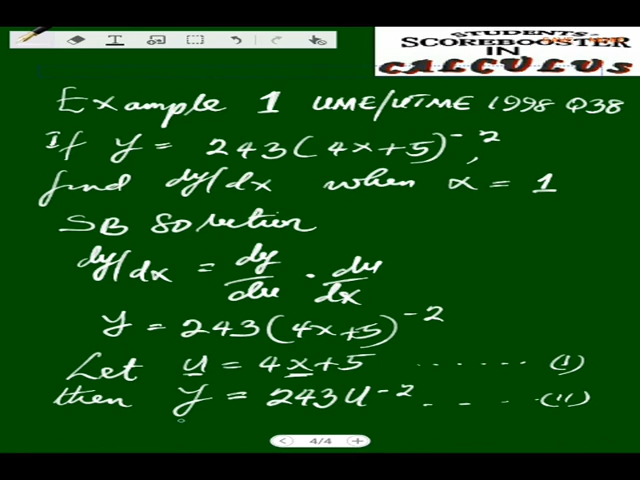 STUDENTS
SCOREBOOSTER
IN
CALCULUS
Example 1 UME/UTME 1998 Q38
If y = 243(4x+5)⁻²,
find dy/dx when x = 1
SB Solution
dy/dx = dy/du · du/dx
y = 243(4x+5)⁻²
Let u = 4x+5 ........ (I)
then y = 243u⁻² .... (II)
4/4